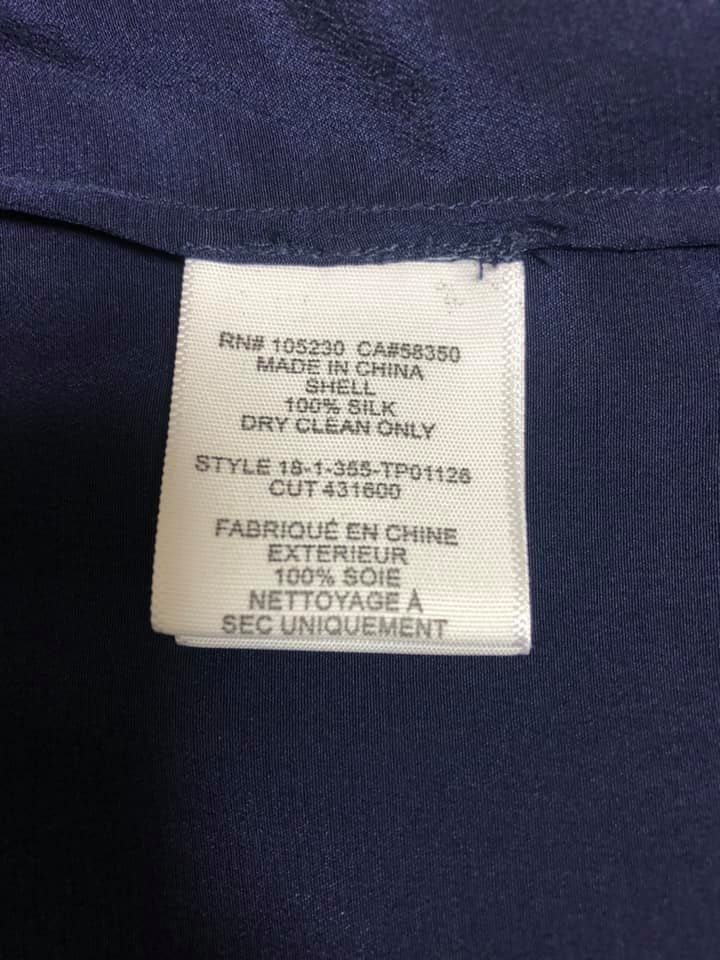 RN# 105230 CA#58350
MADE IN CHINA
SHELL
100% SILK
DRY CLEAN ONLY
STYLE 18-1-355-TP01126
CUT 431600
FABRIQUÉ EN CHINE
EXTERIEUR
100% SOIE
NETTOYAGE À
SEC UNIQUEMENT